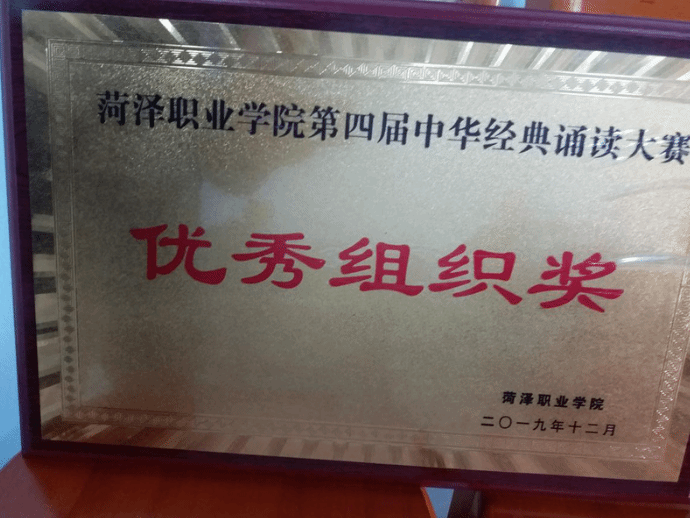 菏泽职业学院第四届中华经典诵读大赛
优秀组织奖
菏泽职业学院
二〇一九年十二月